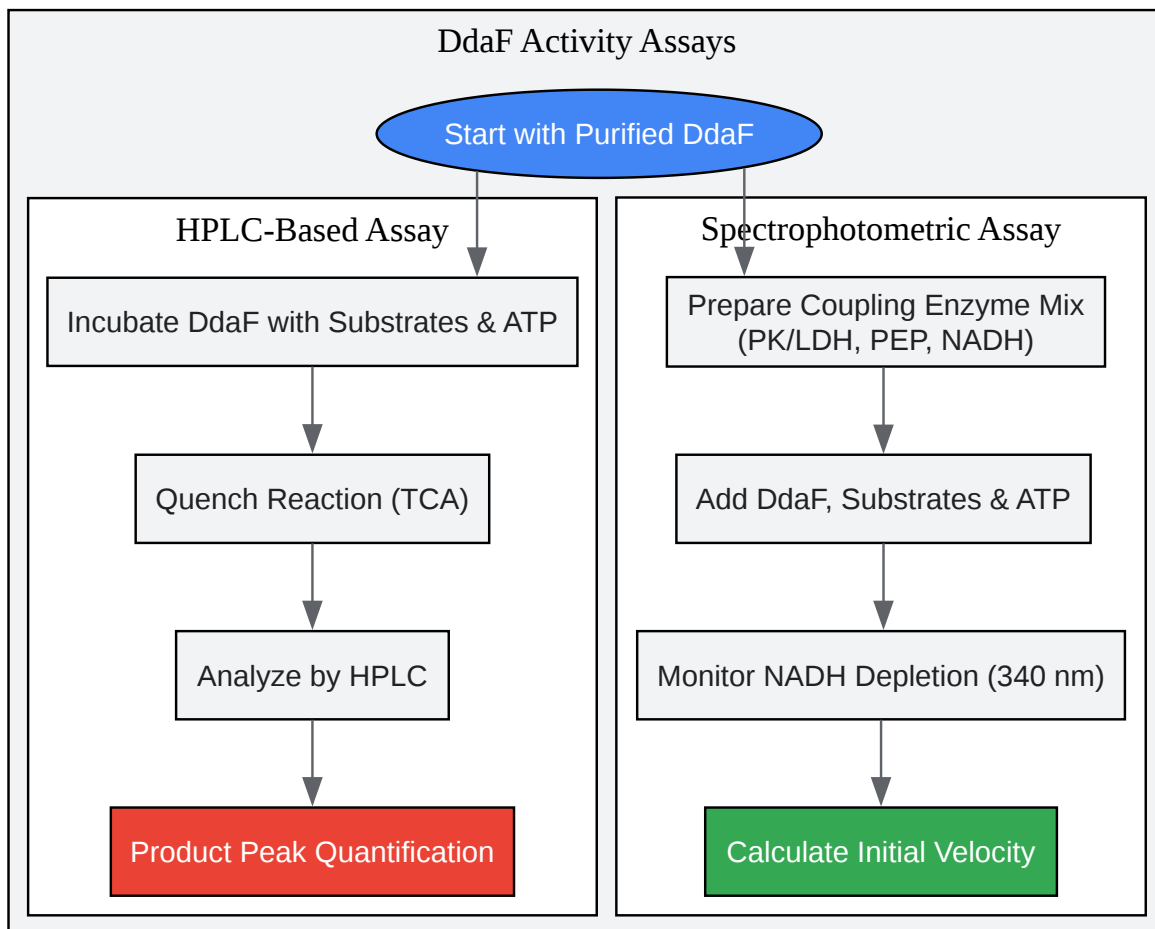 DdaF Activity Assays
Start with Purified DdaF
HPLC-Based Assay
Incubate DdaF with Substrates & ATP
Quench Reaction (TCA)
Analyze by HPLC
Product Peak Quantification
Spectrophotometric Assay
Prepare Coupling Enzyme Mix
(PK/LDH, PEP, NADH)
Add DdaF, Substrates & ATP
Monitor NADH Depletion (340 nm)
Calculate Initial Velocity